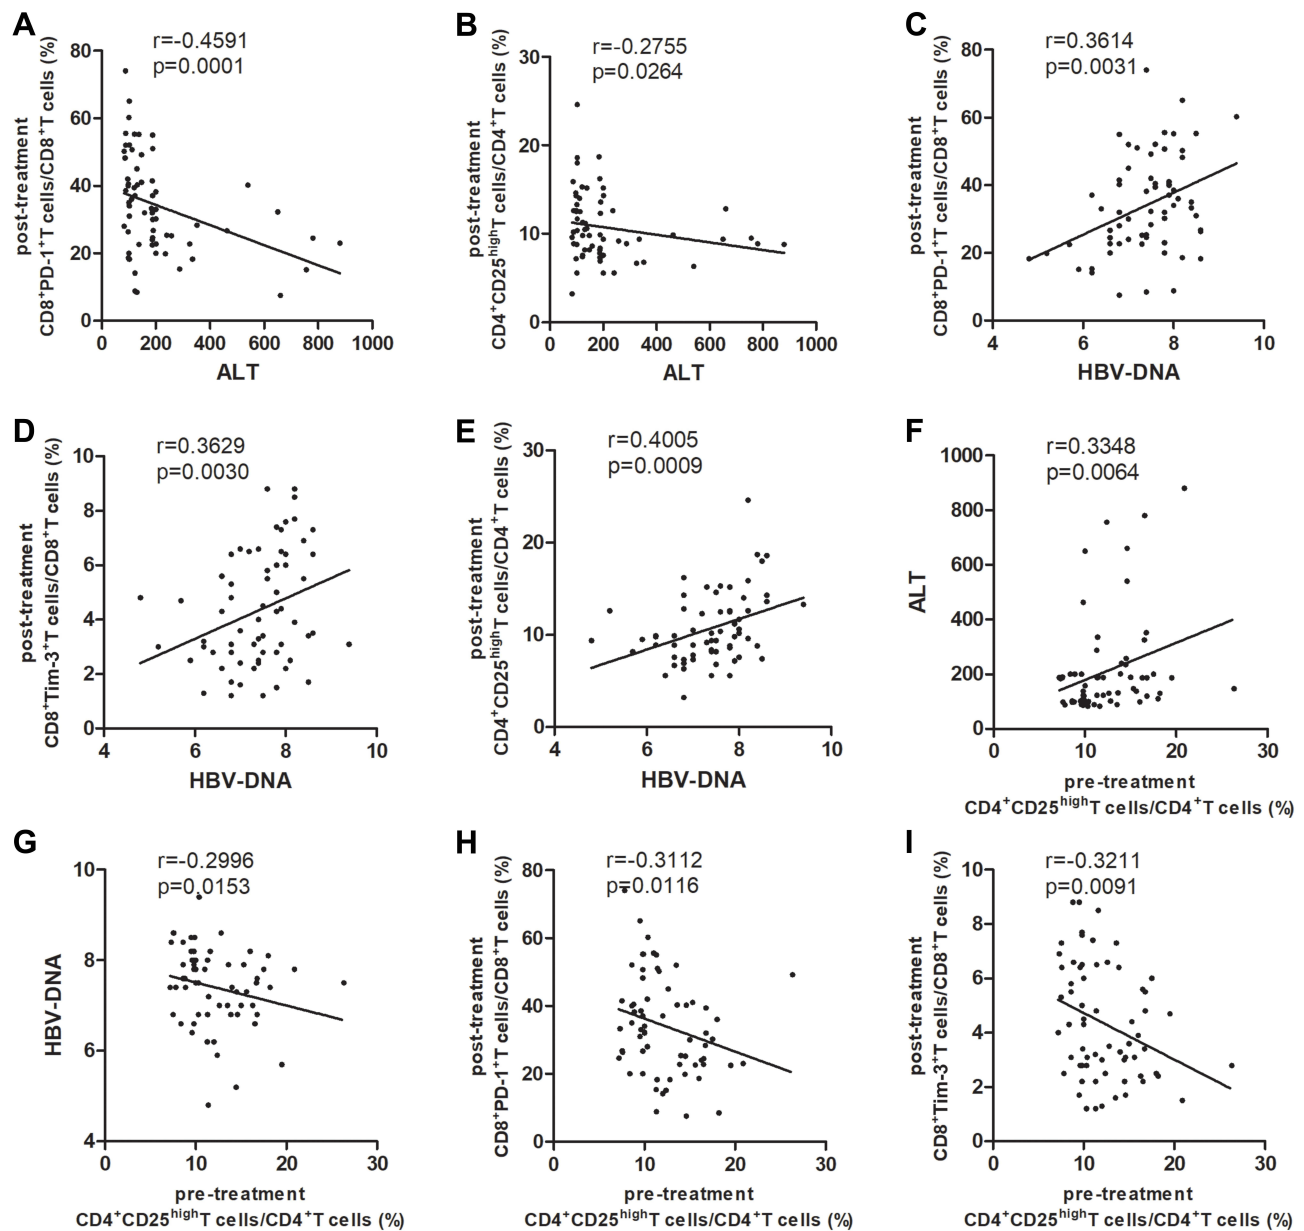 A
r=-0.4591
p=0.0001
post-treatment
CD8⁺PD-1⁺T cells/CD8⁺T cells (%)
80
60
40
20
0
0 200 400 600 800 1000
ALT
B
r=-0.2755
p=0.0264
post-treatment
CD4⁺CD25ʰⁱᵍʰT cells/CD4⁺T cells (%)
30
20
10
0
0 200 400 600 800 1000
ALT
C
r=0.3614
p=0.0031
post-treatment
CD8⁺PD-1⁺T cells/CD8⁺T cells (%)
80
60
40
20
0
4 6 8 10
HBV-DNA
D
r=0.3629
p=0.0030
post-treatment
CD8⁺Tim-3⁺T cells/CD8⁺T cells (%)
10
8
6
4
2
0
4 6 8 10
HBV-DNA
E
r=0.4005
p=0.0009
post-treatment
CD4⁺CD25ʰⁱᵍʰT cells/CD4⁺T cells (%)
30
20
10
0
4 6 8 10
HBV-DNA
F
r=0.3348
p=0.0064
ALT
1000
800
600
400
200
0
0 10 20 30
pre-treatment
CD4⁺CD25ʰⁱᵍʰT cells/CD4⁺T cells (%)
G
r=-0.2996
p=0.0153
HBV-DNA
10
8
6
4
0 10 20 30
pre-treatment
CD4⁺CD25ʰⁱᵍʰT cells/CD4⁺T cells (%)
H
r=-0.3112
p=0.0116
post-treatment
CD8⁺PD-1⁺T cells/CD8⁺T cells (%)
80
60
40
20
0
0 10 20 30
pre-treatment
CD4⁺CD25ʰⁱᵍʰT cells/CD4⁺T cells (%)
I
r=-0.3211
p=0.0091
post-treatment
CD8⁺Tim-3⁺T cells/CD8⁺T cells (%)
10
8
6
4
2
0
0 10 20 30
pre-treatment
CD4⁺CD25ʰⁱᵍʰT cells/CD4⁺T cells (%)